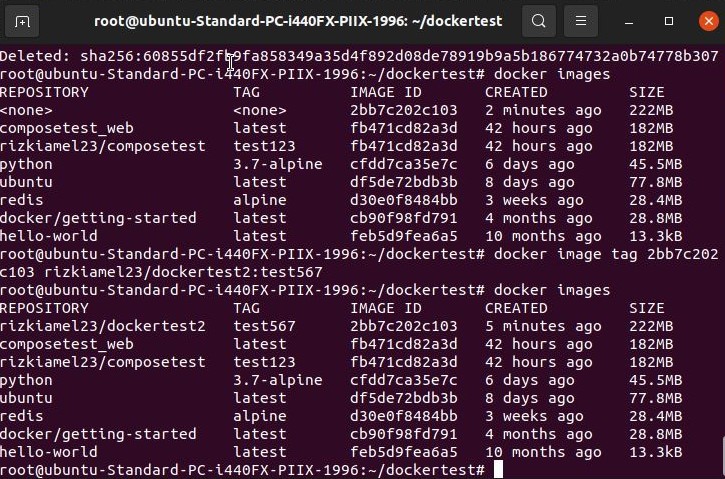 root@ubuntu-Standard-PC-i440FX-PIIX-1996: ~/dockertest
Deleted: sha256:60855df2fb9fa858349a35d4f892d08de78919b9a5b186774732a0b74778b307
root@ubuntu-Standard-PC-i440FX-PIIX-1996:~/dockertest# docker images
REPOSITORY TAG IMAGE ID CREATED SIZE
<none> <none> 2bb7c202c103 2 minutes ago 222MB
composetest_web latest fb471cd82a3d 42 hours ago 182MB
rizkiamel23/composetest test123 fb471cd82a3d 42 hours ago 182MB
python 3.7-alpine cfdd7ca35e7c 6 days ago 45.5MB
ubuntu latest df5de72bdb3b 8 days ago 77.8MB
redis alpine d30e0f8484bb 3 weeks ago 28.4MB
docker/getting-started latest cb90f98fd791 4 months ago 28.8MB
hello-world latest feb5d9fea6a5 10 months ago 13.3kB
root@ubuntu-Standard-PC-i440FX-PIIX-1996:~/dockertest# docker image tag 2bb7c202
c103 rizkiamel23/dockertest2:test567
root@ubuntu-Standard-PC-i440FX-PIIX-1996:~/dockertest# docker images
REPOSITORY TAG IMAGE ID CREATED SIZE
rizkiamel23/dockertest2 test567 2bb7c202c103 5 minutes ago 222MB
composetest_web latest fb471cd82a3d 42 hours ago 182MB
rizkiamel23/composetest test123 fb471cd82a3d 42 hours ago 182MB
python 3.7-alpine cfdd7ca35e7c 6 days ago 45.5MB
ubuntu latest df5de72bdb3b 8 days ago 77.8MB
redis alpine d30e0f8484bb 3 weeks ago 28.4MB
docker/getting-started latest cb90f98fd791 4 months ago 28.8MB
hello-world latest feb5d9fea6a5 10 months ago 13.3kB
root@ubuntu-Standard-PC-i440FX-PIIX-1996:~/dockertest#